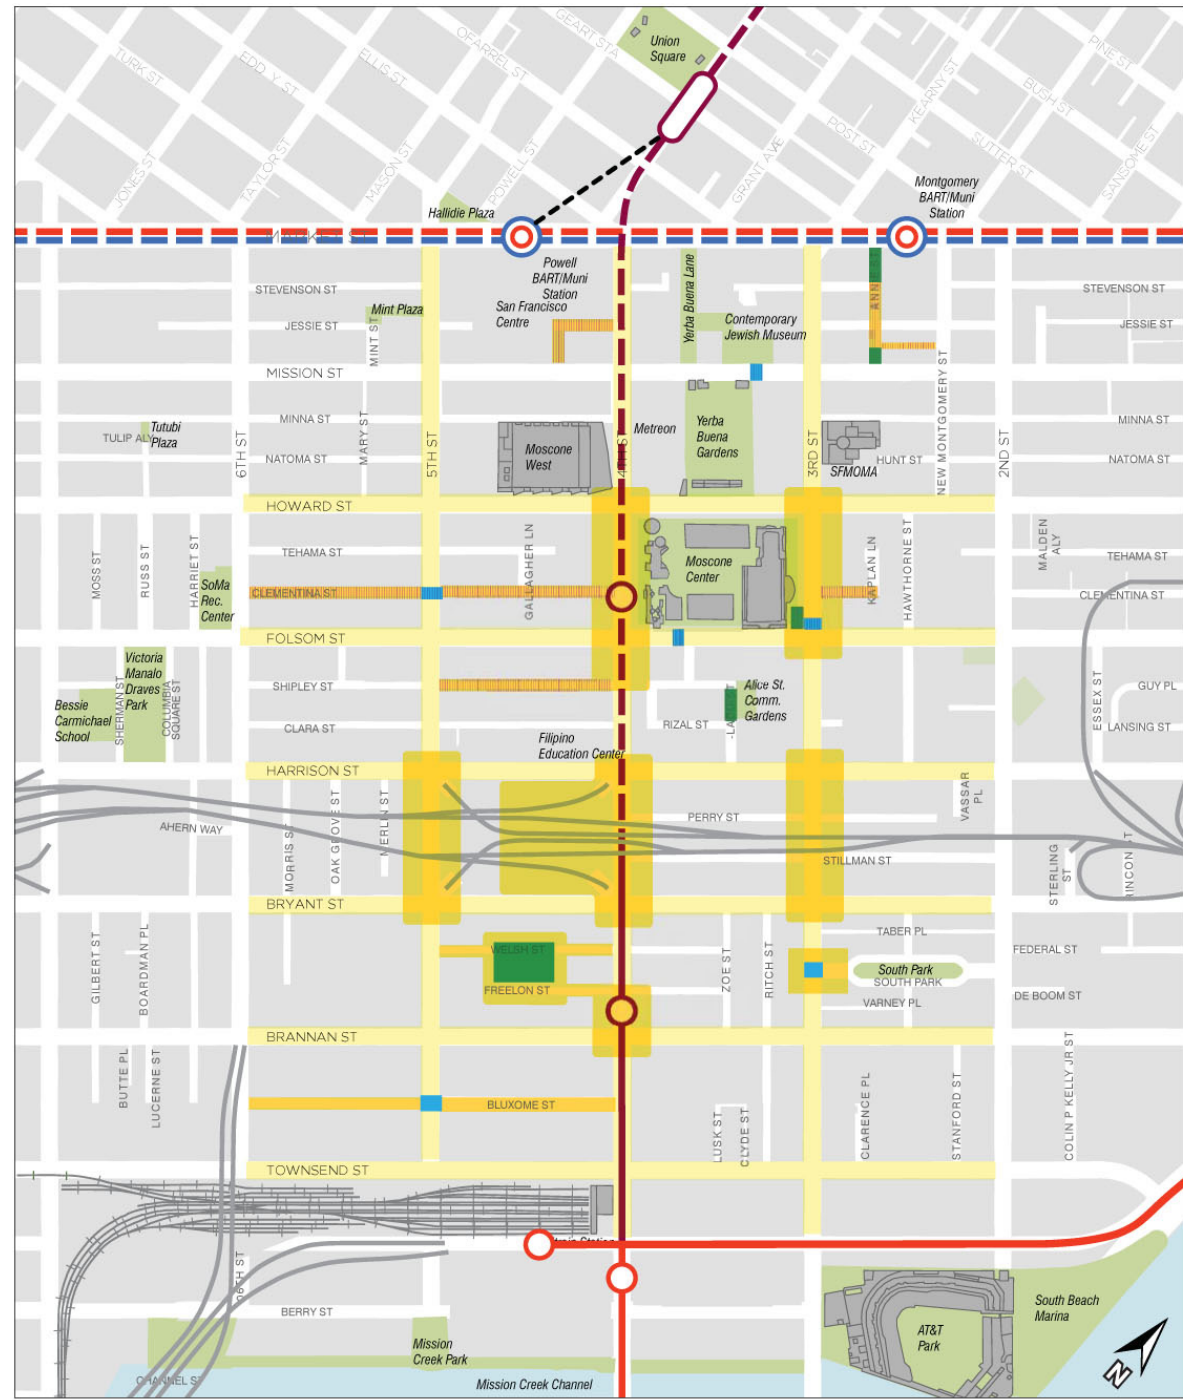 Union
Square
GEART STA
OFARREL ST
ELLIS ST
EDD. Y. ST
TURK ST
PINE ST
BUSH ST
KEARNY ST
POST ST
SUTTER ST
SANSOME ST
GRANT AVE
JONES ST
TAYLOR ST
MASON ST
POWELL ST
Montgomery
BART/Muni
Station
Hallidie Plaza
MARKET ST
Powell
BART/Muni
Station
San Francisco
Centre
Yerba Buena Lane
Contemporary
Jewish Museum
STEVENSON ST
STEVENSON ST
Mint Plaza
JESSIE ST
MINT ST
JESSIE ST
MISSION ST
MINNA ST
MINNA ST
TULIP ALY
Tutubi
Plaza
6TH ST
MARY ST
5TH ST
Moscone
West
4TH ST
Metreon
Yerba
Buena
Gardens
3RD ST
SFMOMA
HUNT ST
NEW MONTGOMERY ST
2ND ST
NATOMA ST
NATOMA ST
HOWARD ST
MOSS ST
RUSS ST
HARRIET ST
SoMa
Rec.
Center
TEHAMA ST
GALLAGHER LN
Moscone
Center
KAPLAN LN
HAWTHORNE ST
MALDEN
ALY
TEHAMA ST
CLEMENTINA ST
CLEMENTINA ST
FOLSOM ST
Victoria
Manalo
Draves
Park
Bessie
Carmichael
School
SHERMAN ST
COLUMBIA
SQUARE ST
SHIPLEY ST
Alice St.
Comm.
Gardens
ESSEX ST
GUY PL
CLARA ST
RIZAL ST
LANSING ST
Filipino
Education Center
HARRISON ST
AHERN WAY
MORRIS ST
OAK GROVE ST
MERLIN ST
PERRY ST
VASSAR
PL
STILLMAN ST
STERLING
ST
BRYANT ST
GILBERT ST
BOARDMAN PL
WELSH ST
FREELON ST
ZOE ST
RITCH ST
TABER PL
South Park
SOUTH PARK
VARNEY PL
FEDERAL ST
DE BOOM ST
BRANNAN ST
BUTTE PL
LUCERNE ST
BLUXOME ST
LUSK ST
CLYDE ST
CLARENCE PL
STANFORD ST
COLIN P KELLY JR ST
TOWNSEND ST
Station
BERRY ST
South Beach
Marina
AT&T
Park
Mission
Creek Park
CHANNEL ST
Mission Creek Channel
N